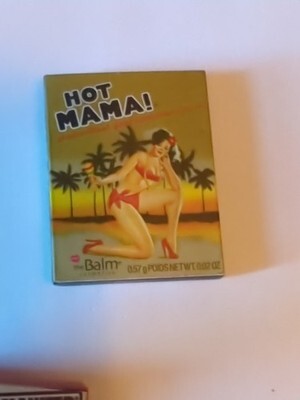 HOT
MAMA!
the Balm®
0.57 g POIDS NET WT. 0.02 OZ